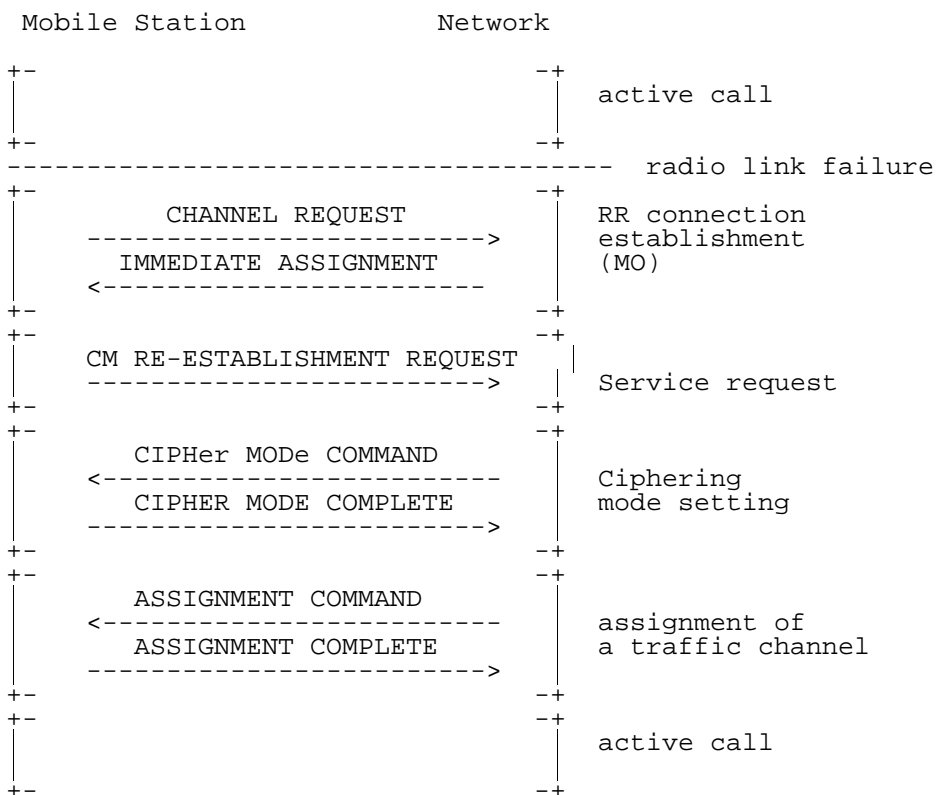 Mobile Station Network
active call
radio link failure
CHANNEL REQUEST RR connection
establishment
IMMEDIATE ASSIGNMENT (MO)
CM RE-ESTABLISHMENT REQUEST
Service request
CIPHer MODe COMMAND
Ciphering
CIPHER MODE COMPLETE mode setting
ASSIGNMENT COMMAND
assignment of
ASSIGNMENT COMPLETE a traffic channel
active call